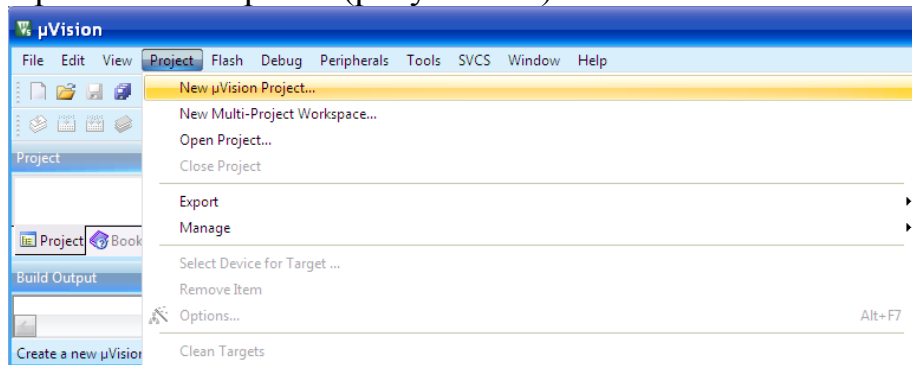 µVision
File Edit View Project Flash Debug Peripherals Tools SVCS Window Help
New µVision Project...
New Multi-Project Workspace...
Open Project...
Project
Close Project
Export
Manage
Project Book
Select Device for Target ...
Build Output
Remove Item
Options... Alt+F7
Create a new µVision
Clean Targets